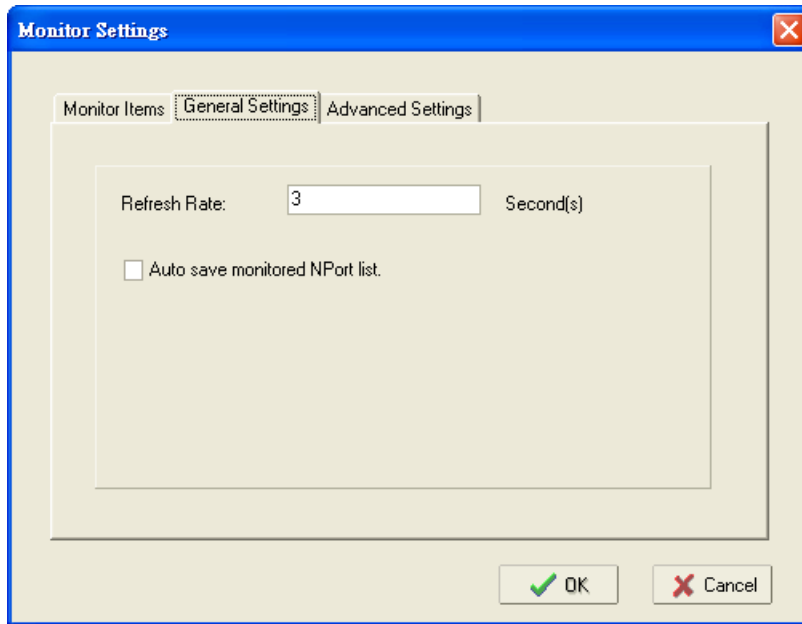 Monitor Settings
Monitor Items General Settings Advanced Settings
Refresh Rate: 3 Second(s)
Auto save monitored NPort list.
OK Cancel